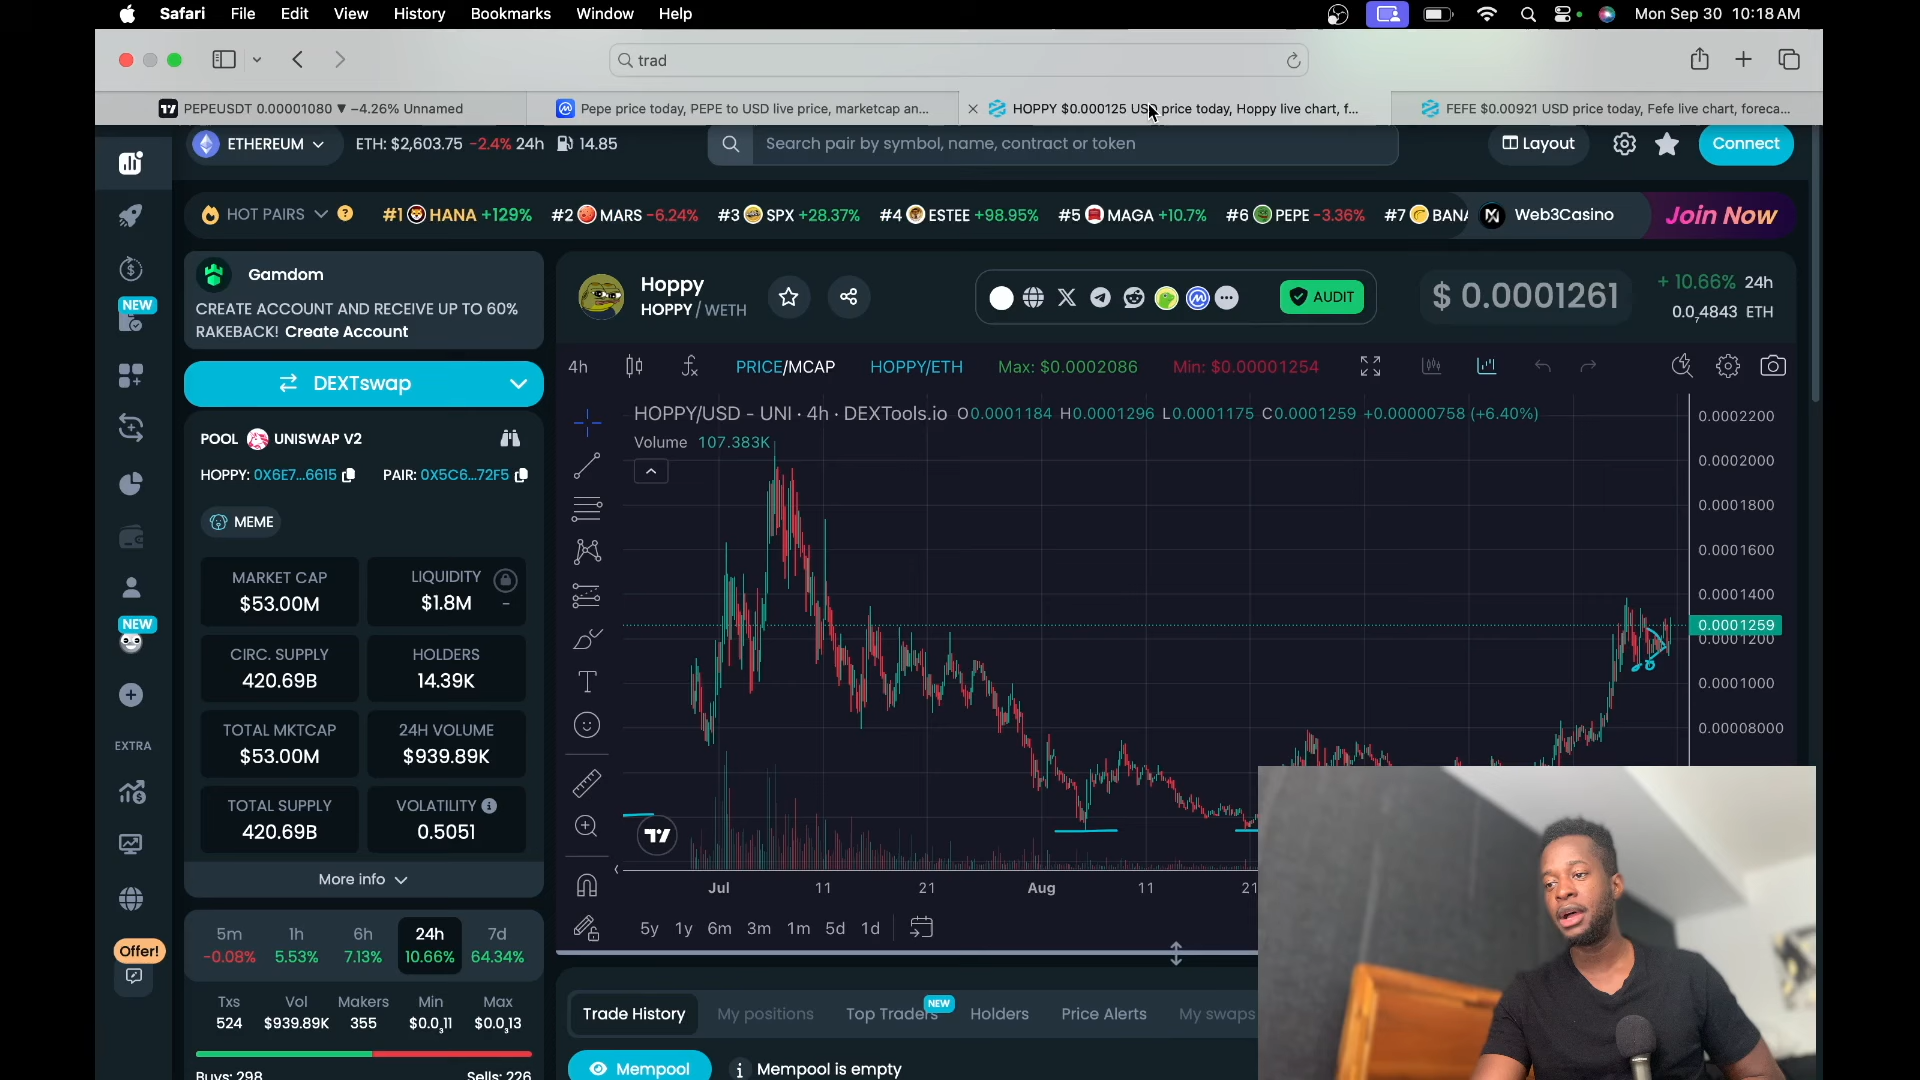 Safari File Edit View History Bookmarks Window Help Mon Sep 30 10:18 AM
trad
PEPEUSDT 0.00001080 ▼ −4.26% Unnamed
Pepe price today, PEPE to USD live price, marketcap an...
HOPPY $0.000125 USD price today, Hoppy live chart, f...
FEFE $0.00921 USD price today, Fefe live chart, foreca...
ETHEREUM ETH: $2,603.75 -2.4% 24h 14.85
Search pair by symbol, name, contract or token
Layout Connect
HOT PAIRS #1 HANA +129% #2 MARS -6.24% #3 SPX +28.37% #4 ESTEE +98.95% #5 MAGA +10.7% #6 PEPE -3.36% #7 BANA
Web3Casino Join Now
Gamdom
CREATE ACCOUNT AND RECEIVE UP TO 60%
RAKEBACK! Create Account
DEXTswap
POOL UNISWAP V2
HOPPY: 0X6E7...6615 PAIR: 0X5C6...72F5
MEME
MARKET CAP
$53.00M
LIQUIDITY
$1.8M
-
CIRC. SUPPLY
420.69B
HOLDERS
14.39K
TOTAL MKTCAP
$53.00M
24H VOLUME
$939.89K
TOTAL SUPPLY
420.69B
VOLATILITY
0.5051
More info
5m 1h 6h 24h 7d
-0.08% 5.53% 7.13% 10.66% 64.34%
Txs Vol Makers Min Max
524 $939.89K 355 $0.0₃11 $0.0₃13
Buys: 298 Sells: 226
NEW
NEW
EXTRA
Offer!
Hoppy
HOPPY / WETH
AUDIT
$ 0.0001261
+ 10.66% 24h
0.0₇4843 ETH
4h PRICE/MCAP HOPPY/ETH Max: $0.0002086 Min: $0.00001254
HOPPY/USD - UNI · 4h · DEXTools.io O0.0001184 H0.0001296 L0.0001175 C0.0001259 +0.00000758 (+6.40%)
Volume 107.383K
0.0002200
0.0002000
0.0001800
0.0001600
0.0001400
0.0001259
0.0001200
0.0001000
0.00008000
Jul 11 21 Aug 11 21
5y 1y 6m 3m 1m 5d 1d
Trade History My positions Top Traders NEW Holders Price Alerts My swaps
Mempool Mempool is empty